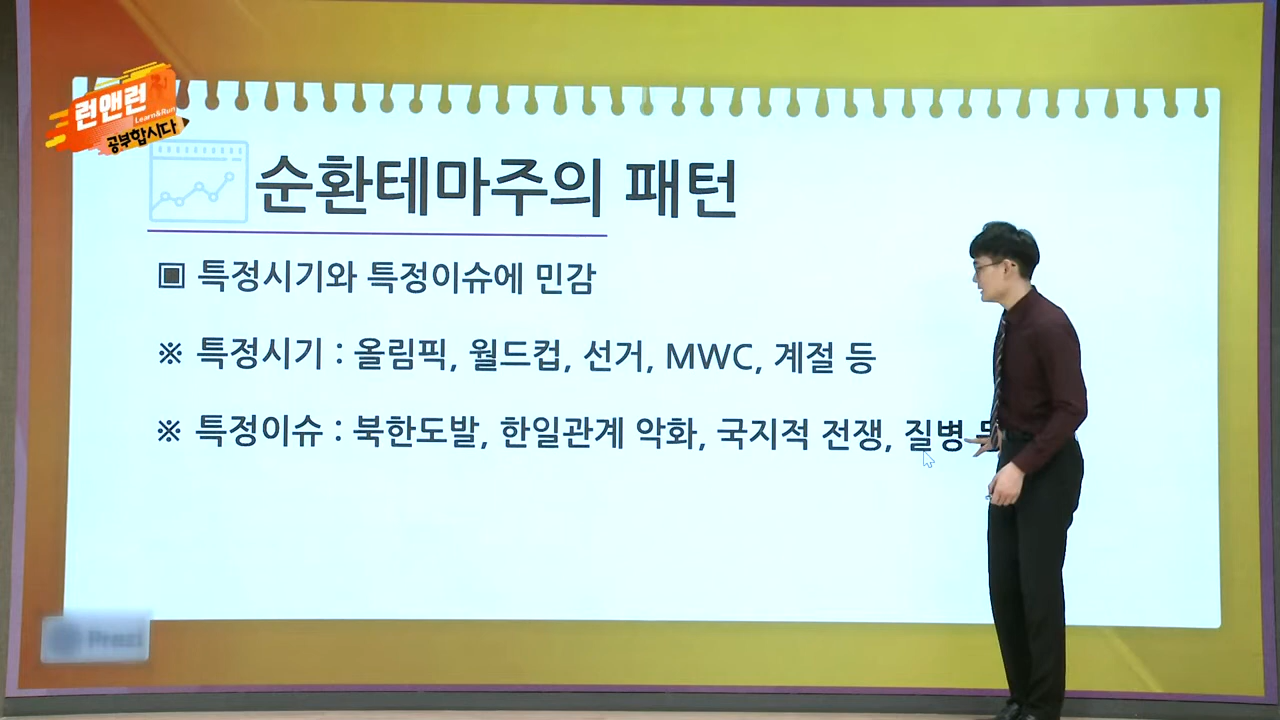 런앤런
Learn&Run
공부합시다
순환테마주의 패턴
▣ 특정시기와 특정이슈에 민감
※ 특정시기 : 올림픽, 월드컵, 선거, MWC, 계절 등
※ 특정이슈 : 북한도발, 한일관계 악화, 국지적 전쟁, 질병